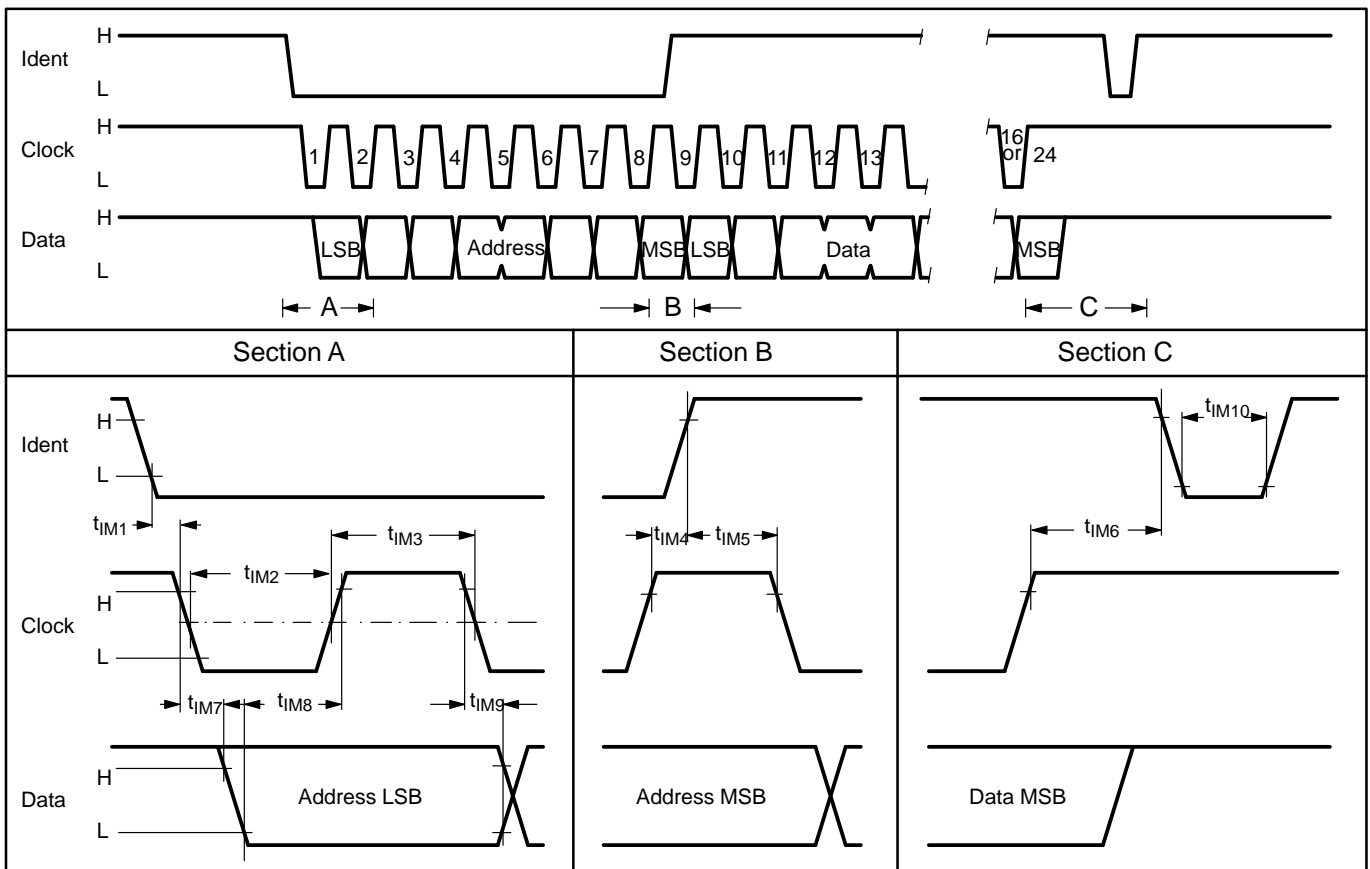 H
Ident
L
H
Clock
L
1 2 3 4 5 6 7 8 9 10 11 12 13
16
or 24
H
Data
L
LSB Address MSB LSB Data MSB
A B C
Section A Section B Section C
H
Ident
L
tIM10
tIM1 tIM3 tIM4 tIM5 tIM6
tIM2
H
Clock
L
tIM7 tIM8 tIM9
H
Data
L
Address LSB Address MSB Data MSB